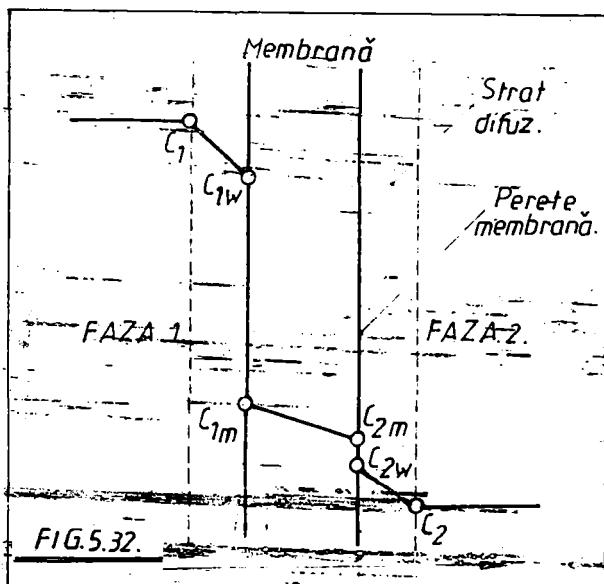 Membrană
Strat
difuz.
C1
C1w
Perete
membrană.
FAZA 1
FAZA.2.
C1m
C2m
C2w
C2
FIG.5.32.